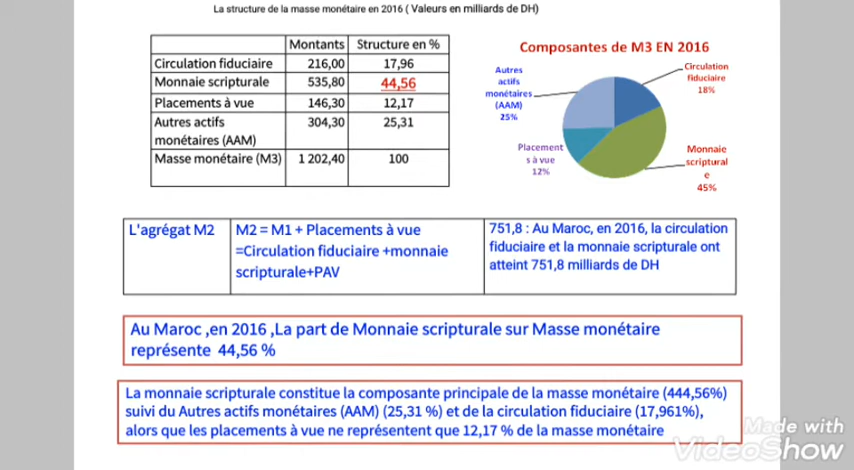 La structure de la masse monétaire en 2016 ( Valeurs en milliards de DH)
Montants Structure en %
Circulation fiduciaire 216,00 17,96
Monnaie scripturale 535,80 44,56
Placements à vue 146,30 12,17
Autres actifs 304,30 25,31
monétaires (AAM)
Masse monétaire (M3) 1 202,40 100
Composantes de M3 EN 2016
Autres
actifs
monétaires
(AAM)
25%
Circulation
fiduciaire
18%
Placement
s à vue
12%
Monnaie
scriptural
e
45%
L'agrégat M2
M2 = M1 + Placements à vue
=Circulation fiduciaire +monnaie
scripturale+PAV
751,8 : Au Maroc, en 2016, la circulation
fiduciaire et la monnaie scripturale ont
atteint 751,8 milliards de DH
Au Maroc ,en 2016 ,La part de Monnaie scripturale sur Masse monétaire
représente 44,56 %
La monnaie scripturale constitue la composante principale de la masse monétaire (444,56%)
suivi du Autres actifs monétaires (AAM) (25,31 %) et de la circulation fiduciaire (17,961%),
alors que les placements à vue ne représentent que 12,17 % de la masse monétaire
Made with
VideoShow